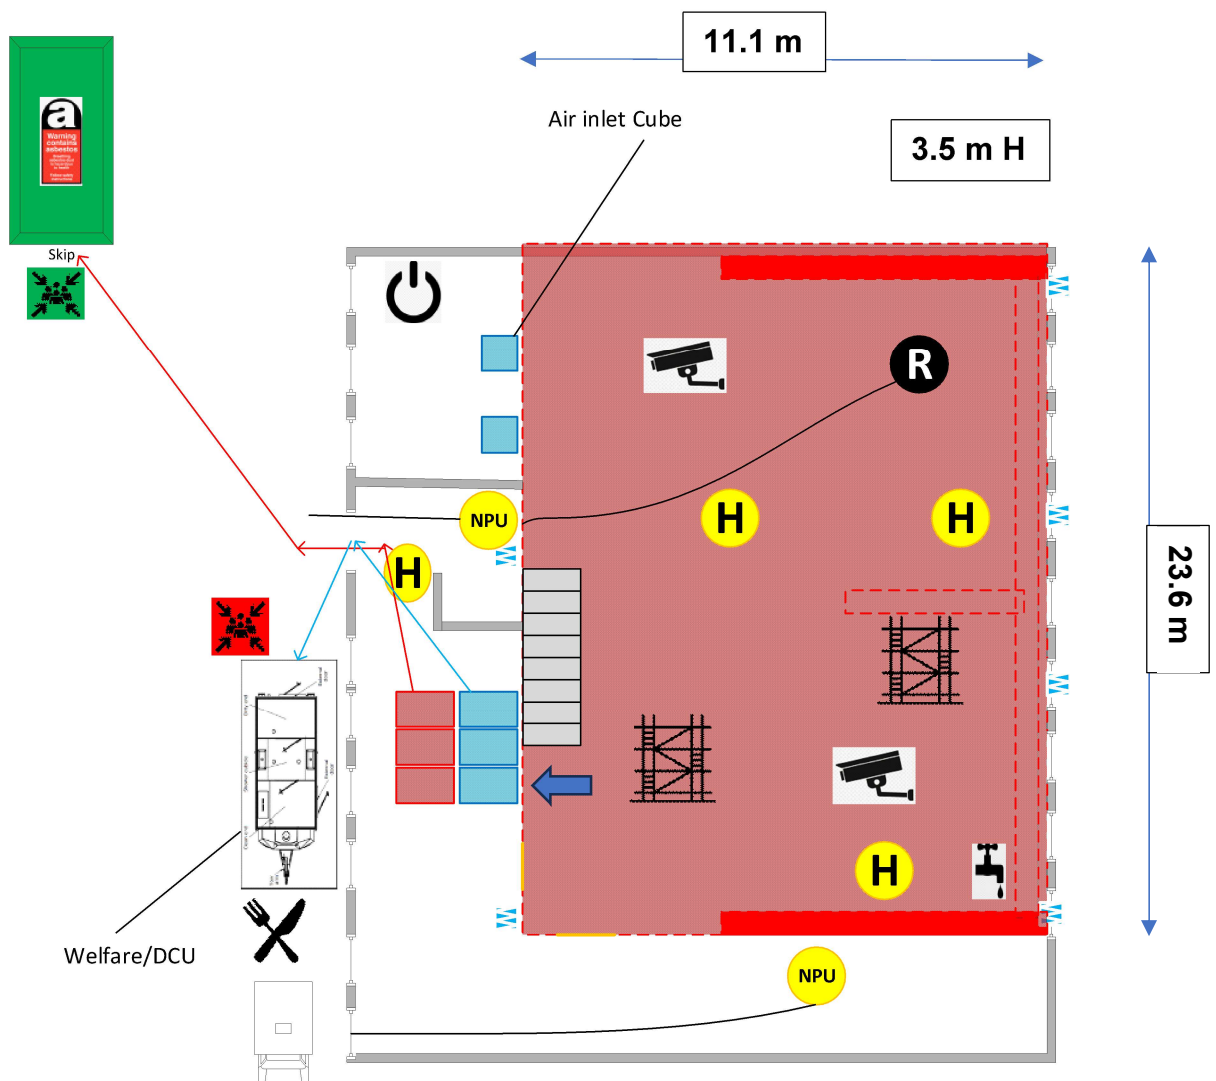 11.1 m
Air inlet Cube
3.5 m H
a
Warning
contains
asbestos
Skip
R
NPU
H
H
H
23.6 m
H
Welfare/DCU
NPU